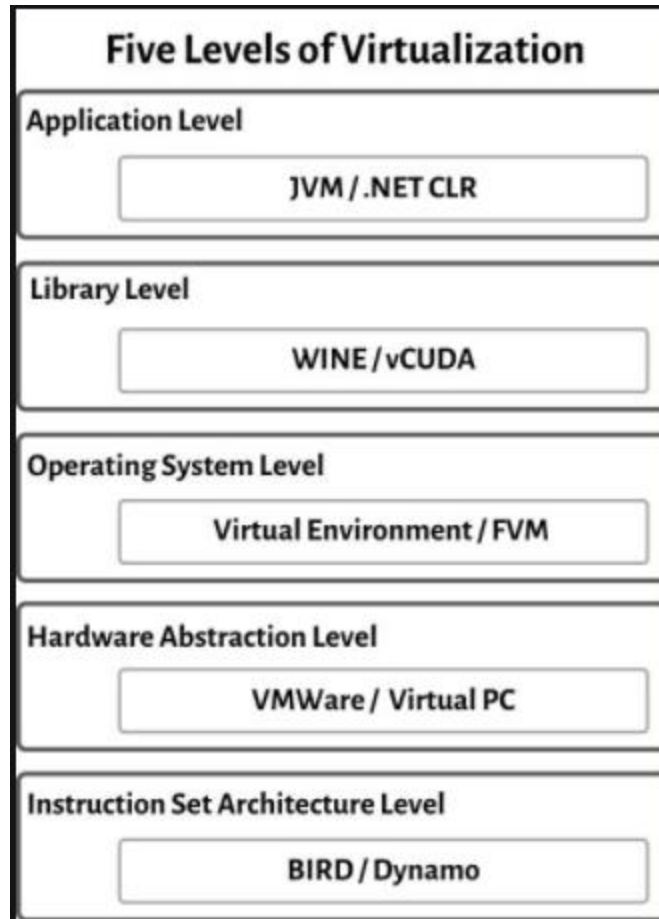 Five Levels of Virtualization
Application Level
JVM / .NET CLR
Library Level
WINE / vCUDA
Operating System Level
Virtual Environment / FVM
Hardware Abstraction Level
VMWare / Virtual PC
Instruction Set Architecture Level
BIRD / Dynamo